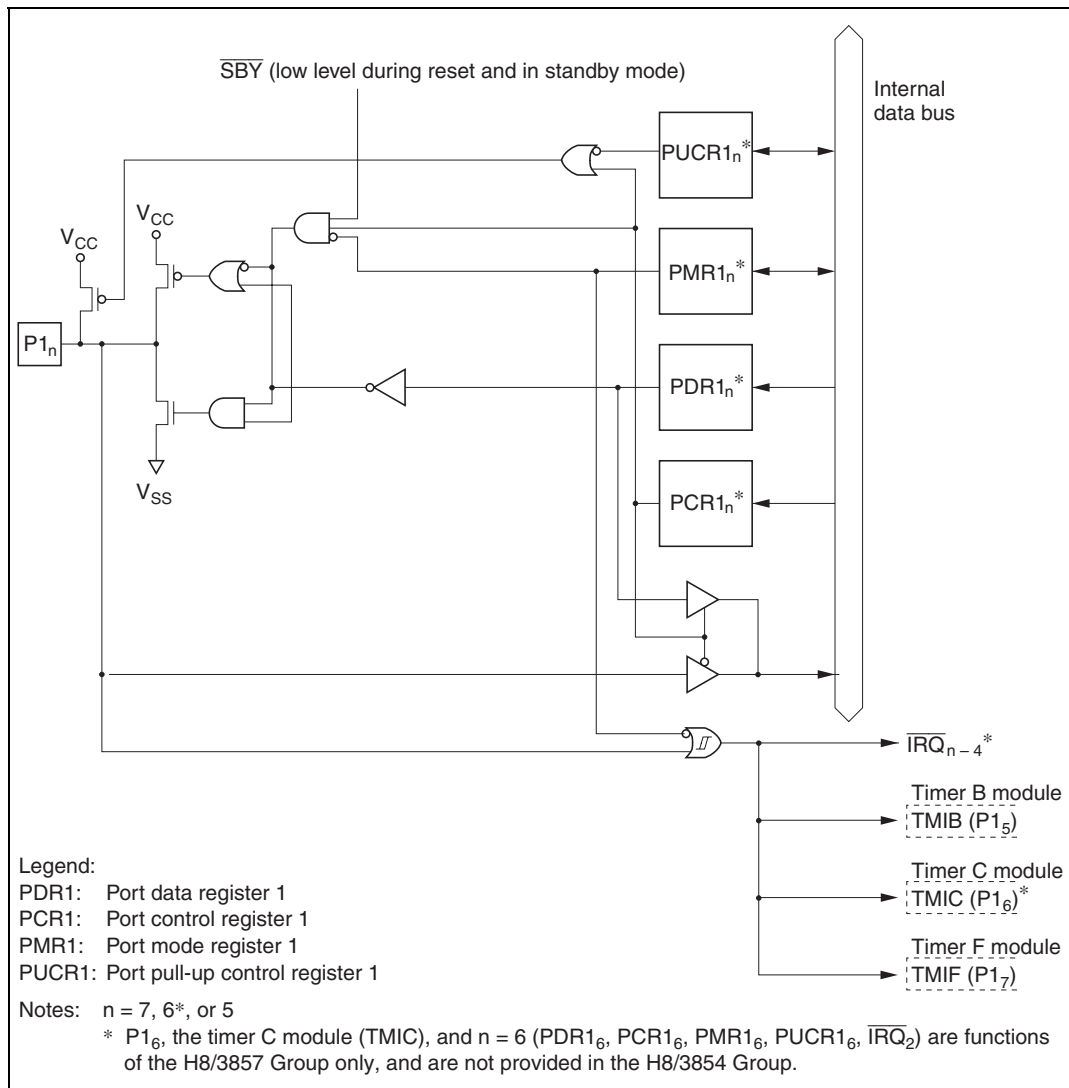 SBY (low level during reset and in standby mode)
Internal
data bus
PUCR1n*
VCC
VCC
PMR1n*
P1n
PDR1n*
VSS
PCR1n*
IRQn – 4*
Timer B module
TMIB (P15)
Timer C module
TMIC (P16)*
Timer F module
TMIF (P17)
Legend:
PDR1: Port data register 1
PCR1: Port control register 1
PMR1: Port mode register 1
PUCR1: Port pull-up control register 1
Notes: n = 7, 6*, or 5
* P16, the timer C module (TMIC), and n = 6 (PDR16, PCR16, PMR16, PUCR16, IRQ2) are functions
of the H8/3857 Group only, and are not provided in the H8/3854 Group.